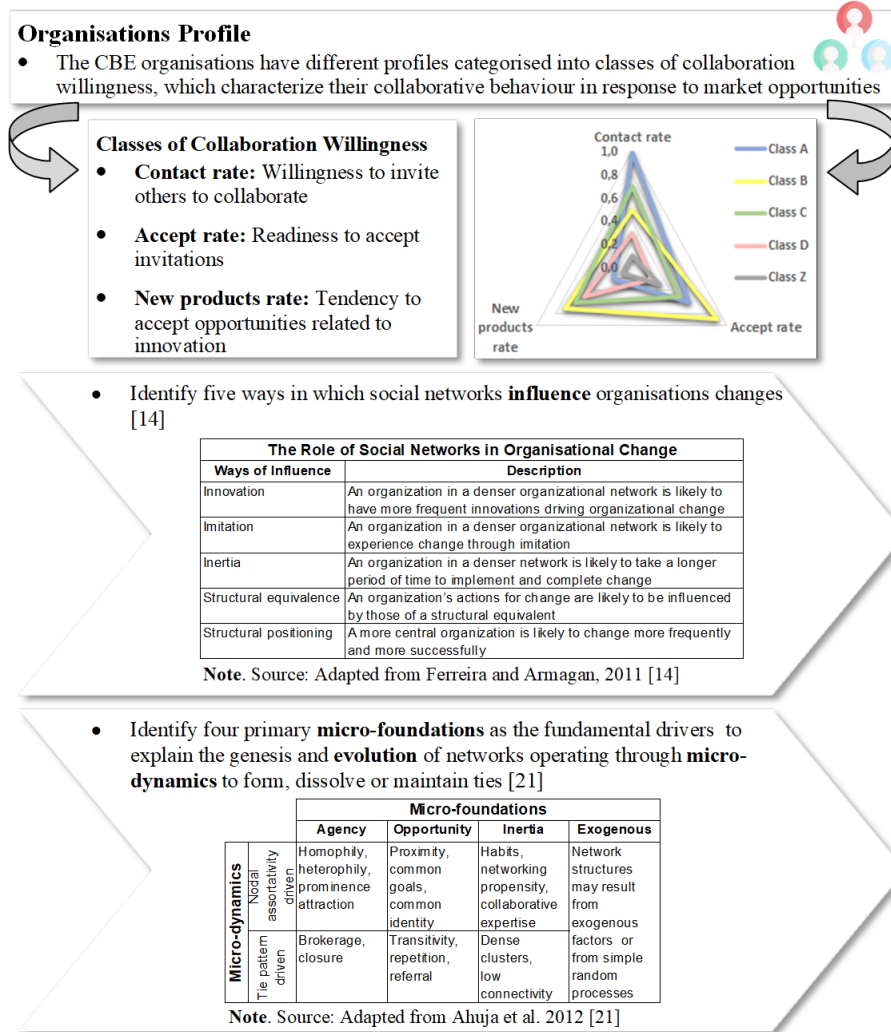 Organisations Profile
• The CBE organisations have different profiles categorised into classes of collaboration
willingness, which characterize their collaborative behaviour in response to market opportunities
Classes of Collaboration Willingness
• Contact rate: Willingness to invite
others to collaborate
• Accept rate: Readiness to accept
invitations
• New products rate: Tendency to
accept opportunities related to
innovation
Contact rate
1,0
0,8
0,6
0,4
0,2
0,0
New
products
rate
Accept rate
Class A
Class B
Class C
Class D
Class Z
• Identify five ways in which social networks influence organisations changes
[14]
The Role of Social Networks in Organisational Change
Ways of Influence Description
Innovation An organization in a denser organizational network is likely to
have more frequent innovations driving organizational change
Imitation An organization in a denser organizational network is likely to
experience change through imitation
Inertia An organization in a denser network is likely to take a longer
period of time to implement and complete change
Structural equivalence An organization's actions for change are likely to be influenced
by those of a structural equivalent
Structural positioning A more central organization is likely to change more frequently
and more successfully
Note. Source: Adapted from Ferreira and Armagan, 2011 [14]
• Identify four primary micro-foundations as the fundamental drivers to
explain the genesis and evolution of networks operating through micro-
dynamics to form, dissolve or maintain ties [21]
Micro-foundations
Agency Opportunity Inertia Exogenous
Micro-dynamics
Nodal
assortativity
driven
Homophily,
heterophily,
prominence
attraction
Proximity,
common
goals,
common
identity
Habits,
networking
propensity,
collaborative
expertise
Network
structures
may result
from
exogenous
factors or
from simple
random
processes
Tie pattern
driven
Brokerage,
closure
Transitivity,
repetition,
referral
Dense
clusters,
low
connectivity
Note. Source: Adapted from Ahuja et al. 2012 [21]